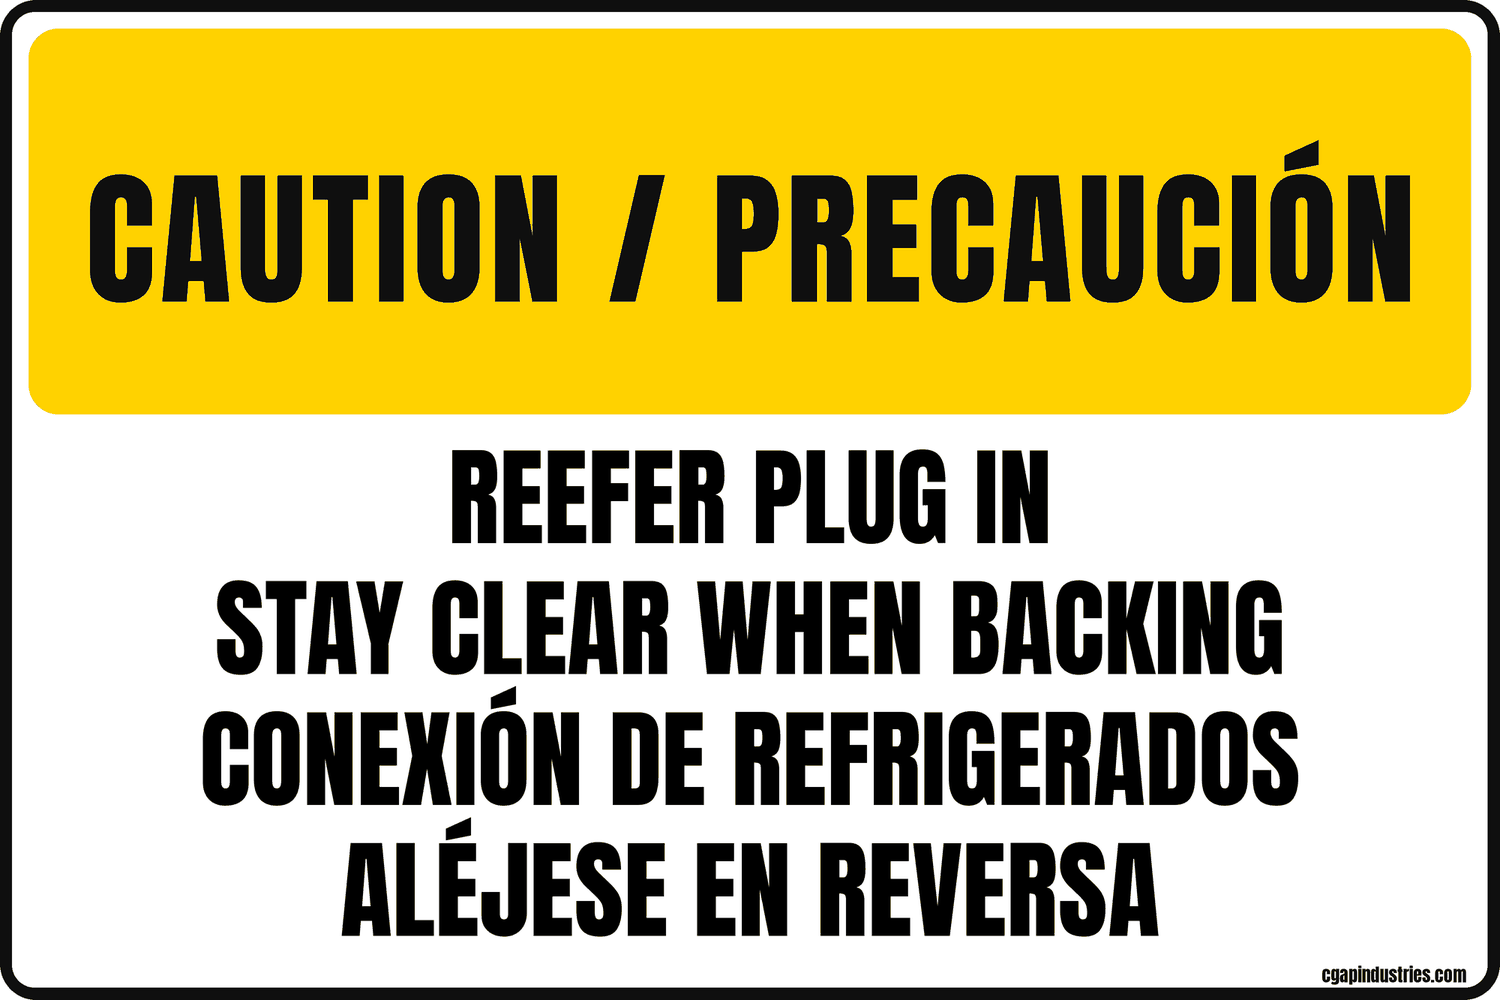 CAUTION / PRECAUCIÓN
REEFER PLUG IN
STAY CLEAR WHEN BACKING
CONEXIÓN DE REFRIGERADOS
ALÉJESE EN REVERSA
cgapindustries.com